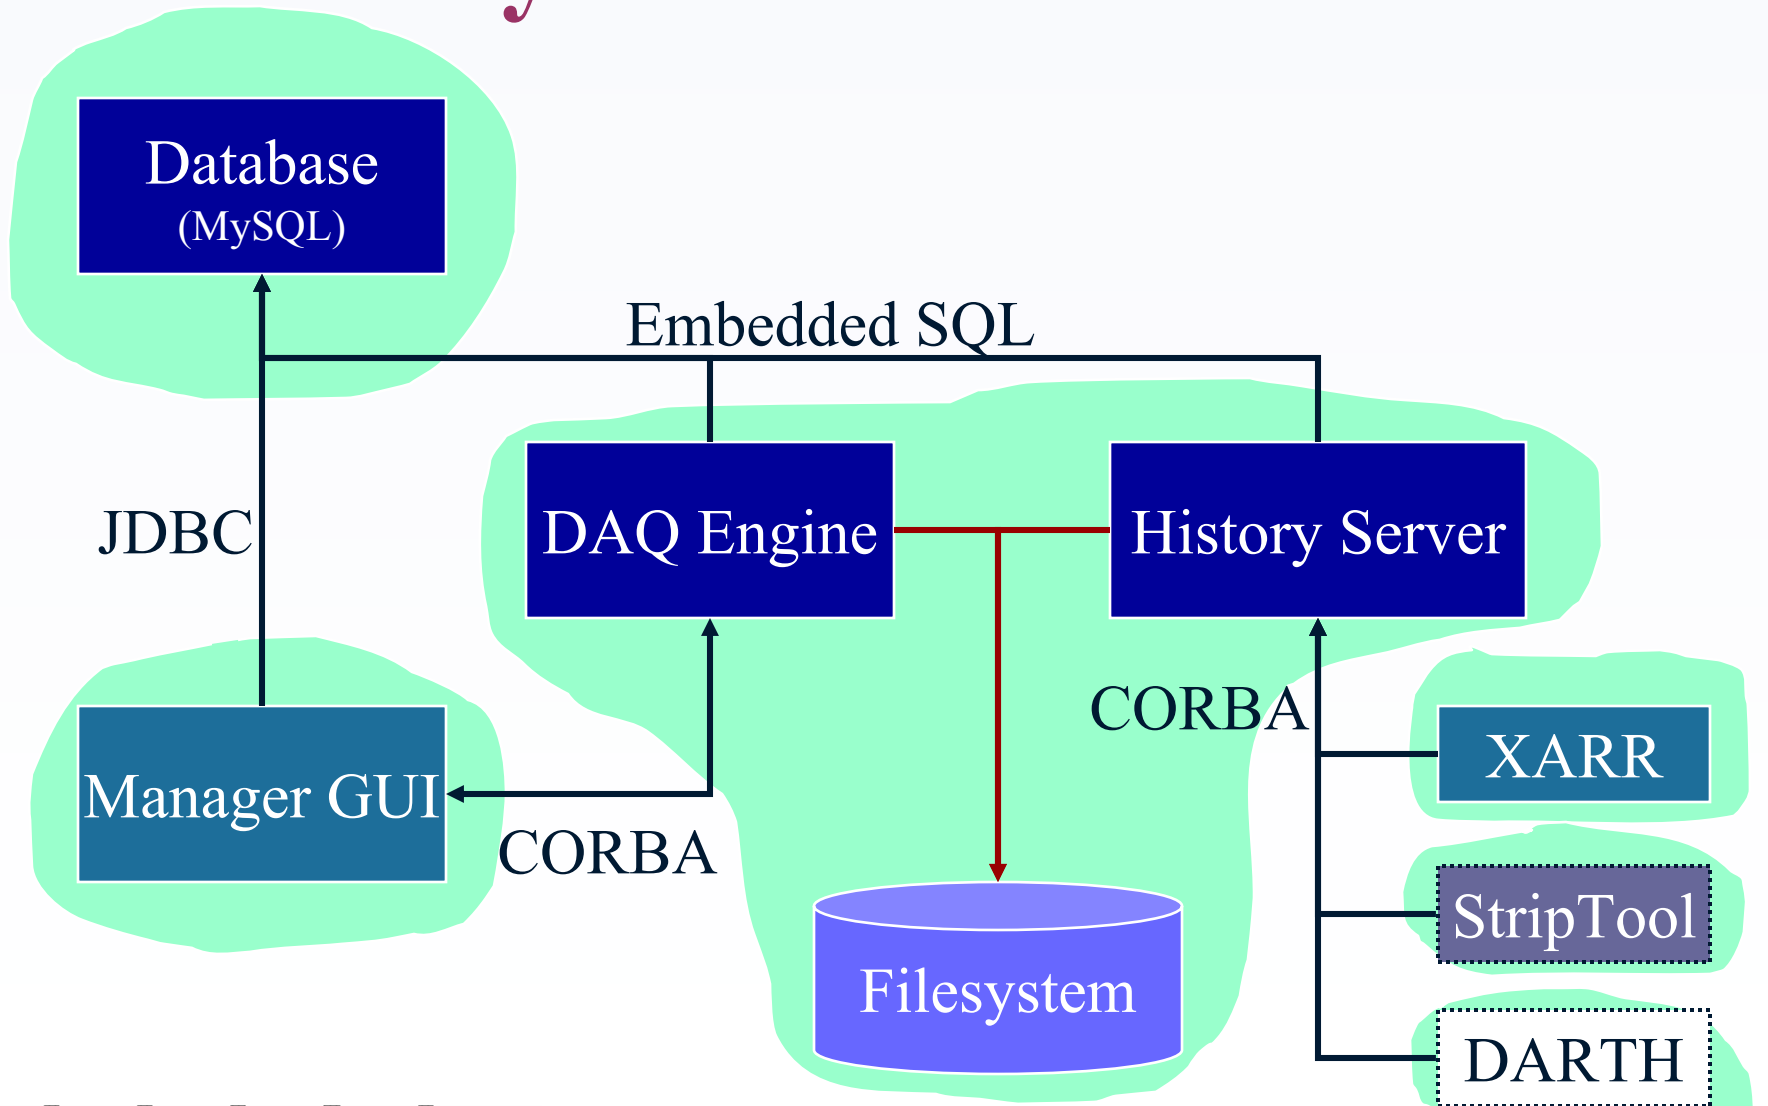 Database
(MySQL)
Embedded SQL
JDBC
DAQ Engine
History Server
CORBA
XARR
Manager GUI
CORBA
StripTool
Filesystem
DARTH